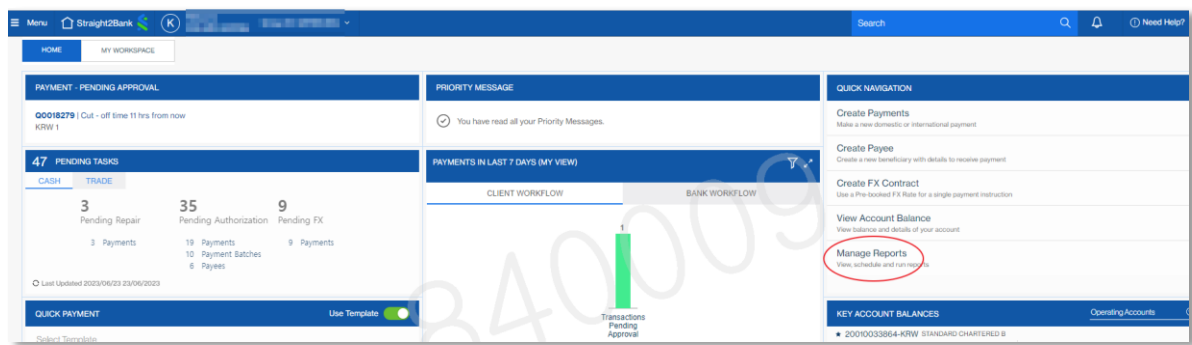 Menu Straight2Bank K
Search
Need Help?
HOME MY WORKSPACE
PAYMENT - PENDING APPROVAL
Q0018279 | Cut - off time 11 hrs from now
KRW 1
PRIORITY MESSAGE
You have read all your Priority Messages.
QUICK NAVIGATION
Create Payments
Make a new domestic or international payment
Create Payee
Create a new beneficiary with details to receive payment
Create FX Contract
Use a Pre-booked FX Rate for a single payment instruction
View Account Balance
View balance and details of your account
Manage Reports
View, schedule and run reports
47 PENDING TASKS
CASH TRADE
3 35 9
Pending Repair Pending Authorization Pending FX
3 Payments 19 Payments 9 Payments
10 Payment Batches
6 Payees
Last Updated 2023/06/23 23/06/2023
PAYMENTS IN LAST 7 DAYS (MY VIEW)
CLIENT WORKFLOW BANK WORKFLOW
1
Transactions
Pending
Approval
QUICK PAYMENT Use Template
Select Template
KEY ACCOUNT BALANCES Operating Accounts
20010033864-KRW STANDARD CHARTERED B
840009